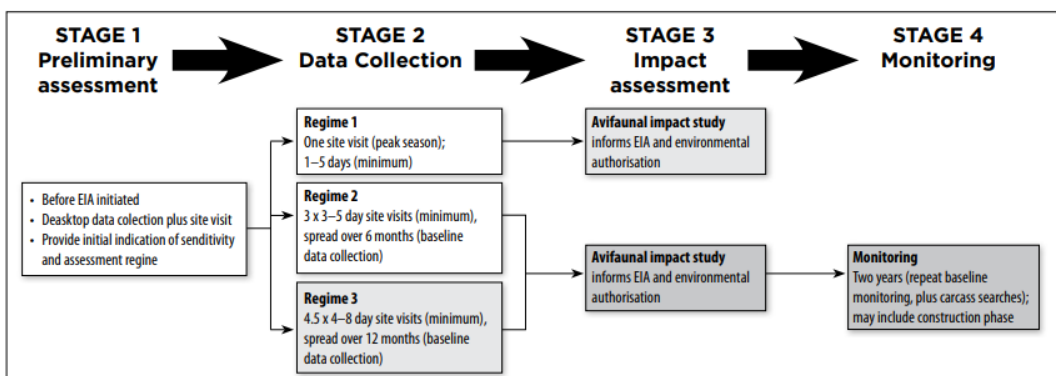 STAGE 1
Preliminary
assessment
STAGE 2
Data Collection
STAGE 3
Impact
assessment
STAGE 4
Monitoring
• Before EIA initiated
• Deasktop data colection plus site visit
• Provide initial indication of senditivity
and assessment regine
Regime 1
One site visit (peak season);
1–5 days (minimum)
Regime 2
3 x 3–5 day site visits (minimum),
spread over 6 months (baseline
data collection)
Regime 3
4.5 x 4–8 day site visits (minimum),
spread over 12 months (baseline
data collection)
Avifaunal impact study
informs EIA and environmental
authorisation
Avifaunal impact study
informs EIA and environmental
authorisation
Monitoring
Two years (repeat baseline
monitoring, plus carcass searches);
may include construction phase